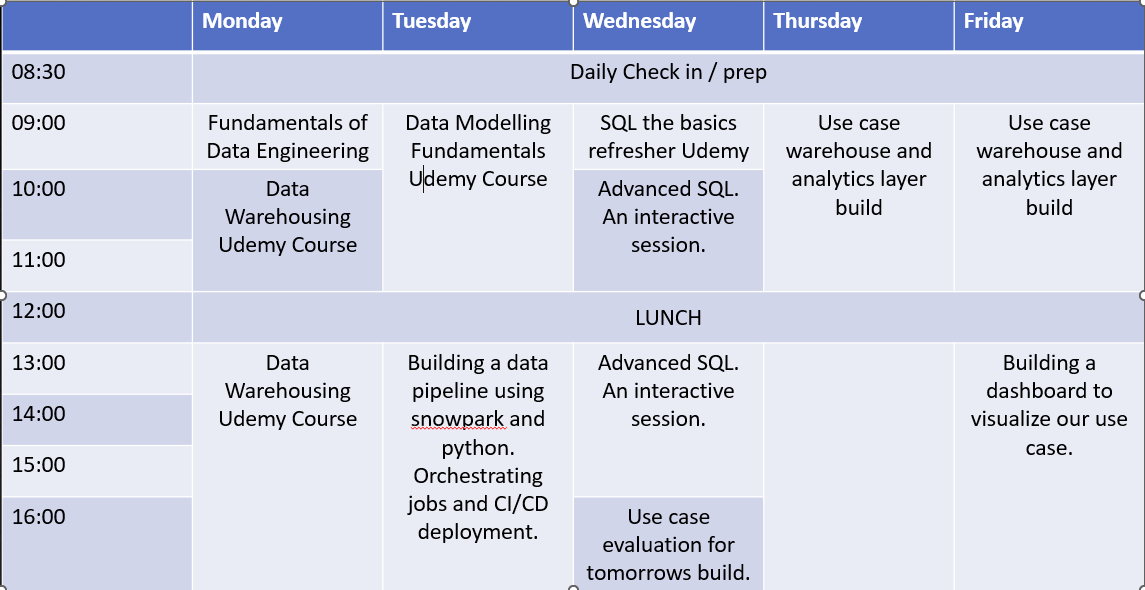 Monday Tuesday Wednesday Thursday Friday
08:30 Daily Check in / prep
09:00
Fundamentals of
Data Engineering
Data Modelling
Fundamentals
Udemy Course
SQL the basics
refresher Udemy
Use case
warehouse and
analytics layer
build
Use case
warehouse and
analytics layer
build
10:00
Data
Warehousing
Udemy Course
Advanced SQL.
An interactive
session.
11:00
12:00 LUNCH
13:00
Data
Warehousing
Udemy Course
Building a data
pipeline using
snowpark and
python.
Orchestrating
jobs and CI/CD
deployment.
Advanced SQL.
An interactive
session.
Building a
dashboard to
visualize our use
case.
14:00
15:00
16:00
Use case
evaluation for
tomorrows build.